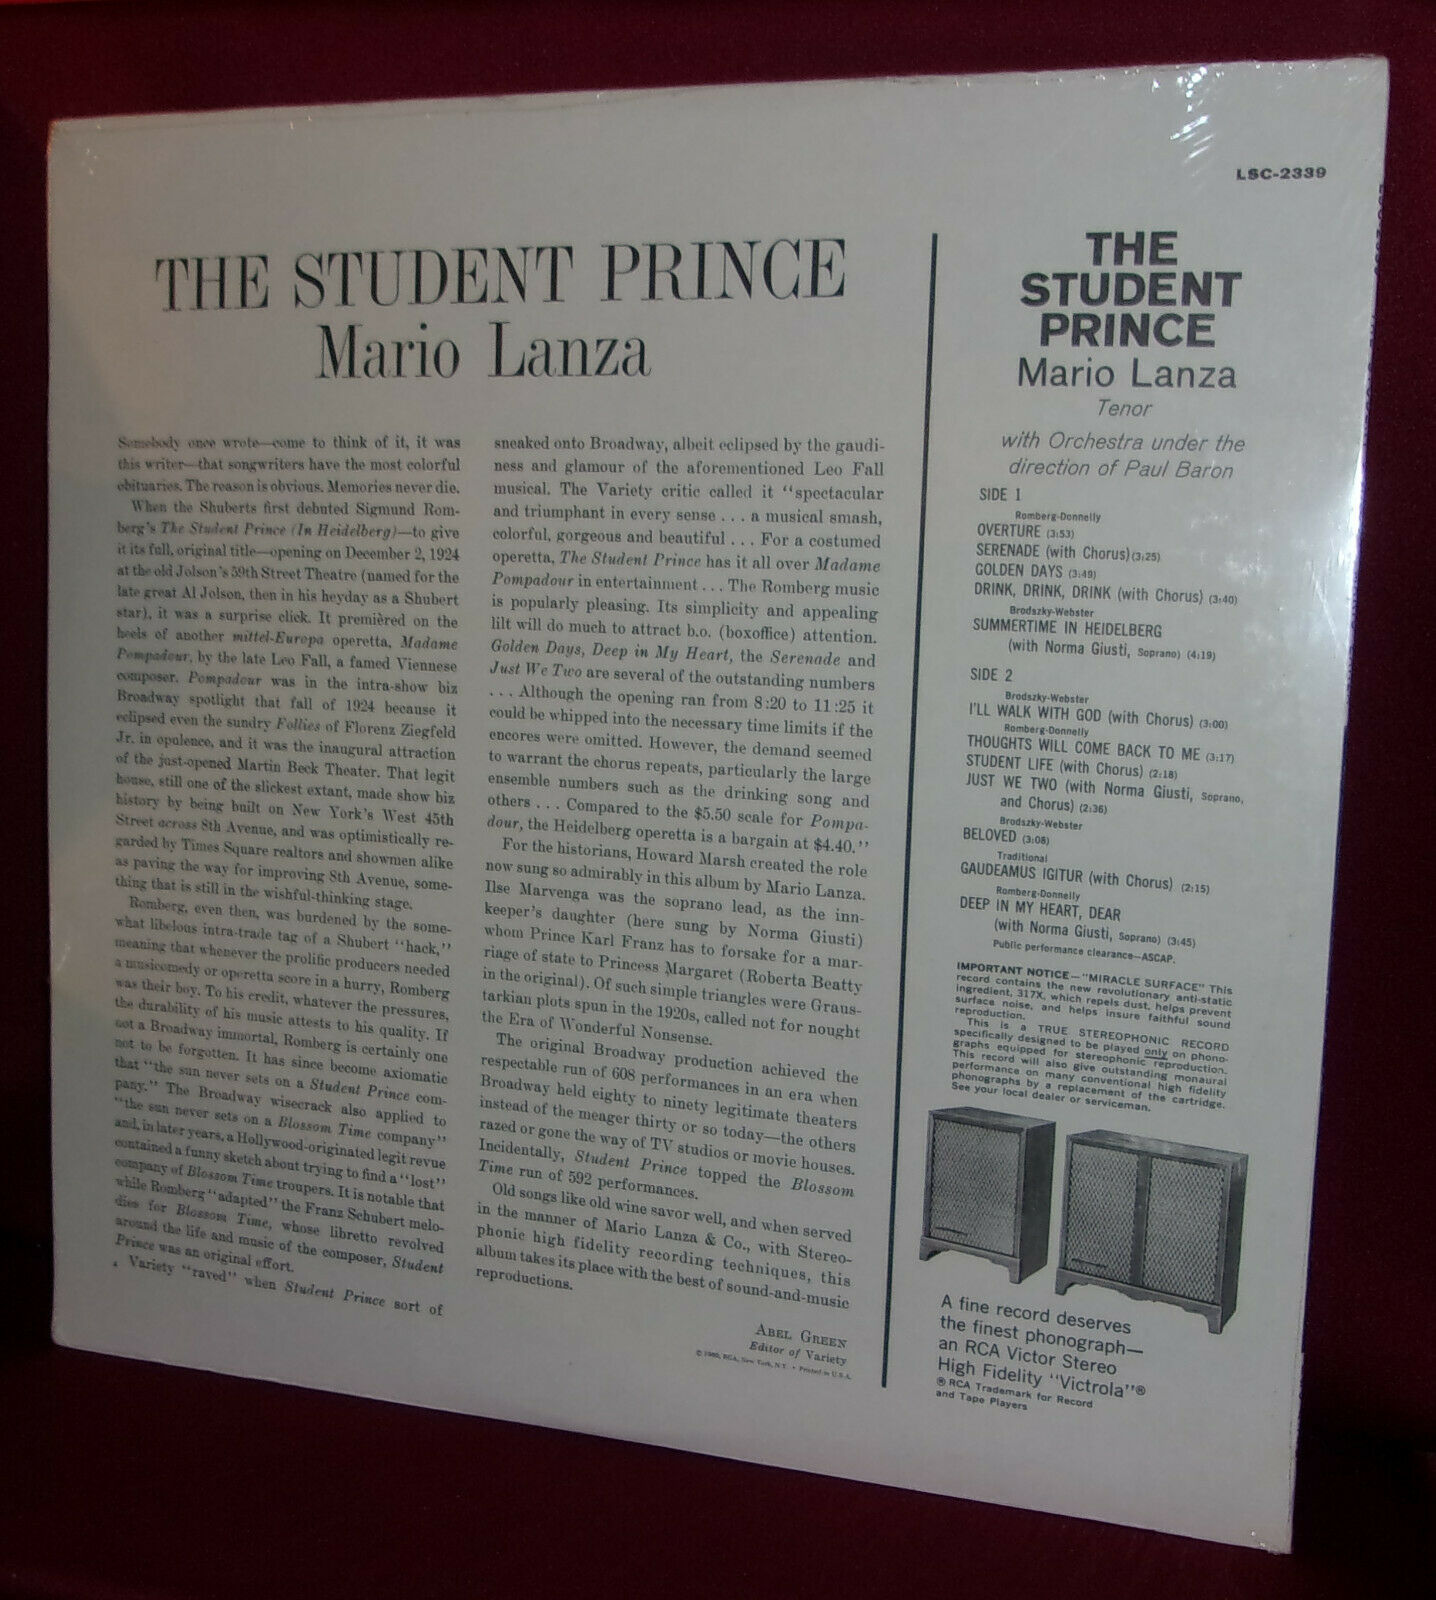 LSC-2339
THE STUDENT PRINCE
Mario Lanza
Somebody once wrote—come to think of it, it was
this writer—that songwriters have the most colorful
obituaries. The reason is obvious. Memories never die.
When the Shuberts first debuted Sigmund Rom-
berg's The Student Prince (In Heidelberg)—to give
it its full, original title—opening on December 2, 1924
at the old Jolson's 59th Street Theatre (named for the
late great Al Jolson, then in his heyday as a Shubert
star), it was a surprise click. It premièred on the
heels of another mittel-Europa operetta, Madame
Pompadour, by the late Leo Fall, a famed Viennese
composer. Pompadour was in the intra-show biz
Broadway spotlight that fall of 1924 because it
eclipsed even the sundry Follies of Florenz Ziegfeld
Jr. in opulence, and it was the inaugural attraction
of the just-opened Martin Beck Theater. That legit
house, still one of the slickest extant, made show biz
history by being built on New York's West 45th
Street across 8th Avenue, and was optimistically re-
garded by Times Square realtors and showmen alike
as paving the way for improving 8th Avenue, some-
thing that is still in the wishful-thinking stage.
Romberg, even then, was burdened by the some-
what libelous intra-trade tag of a Shubert "hack,"
meaning that whenever the prolific producers needed
a musicomedy or operetta score in a hurry, Romberg
was their boy. To his credit, whatever the pressures,
the durability of his music attests to his quality. If
not a Broadway immortal, Romberg is certainly one
not to be forgotten. It has since become axiomatic
that "the sun never sets on a Student Prince com-
pany." The Broadway wisecrack also applied to
"the sun never sets on a Blossom Time company"
and, in later years, a Hollywood-originated legit revue
contained a funny sketch about trying to find a "lost"
company of Blossom Time troupers. It is notable that
while Romberg "adapted" the Franz Schubert melo-
dies for Blossom Time, whose libretto revolved
around the life and music of the composer, Student
Prince was an original effort.
Variety "raved" when Student Prince sort of
sneaked onto Broadway, albeit eclipsed by the gaudi-
ness and glamour of the aforementioned Leo Fall
musical. The Variety critic called it "spectacular
and triumphant in every sense . . . a musical smash,
colorful, gorgeous and beautiful . . . For a costumed
operetta, The Student Prince has it all over Madame
Pompadour in entertainment . . . The Romberg music
is popularly pleasing. Its simplicity and appealing
lilt will do much to attract b.o. (boxoffice) attention.
Golden Days, Deep in My Heart, the Serenade and
Just We Two are several of the outstanding numbers
. . . Although the opening ran from 8:20 to 11:25 it
could be whipped into the necessary time limits if the
encores were omitted. However, the demand seemed
to warrant the chorus repeats, particularly the large
ensemble numbers such as the drinking song and
others . . . Compared to the $5.50 scale for Pompa-
dour, the Heidelberg operetta is a bargain at $4.40."
For the historians, Howard Marsh created the role
now sung so admirably in this album by Mario Lanza.
Ilse Marvenga was the soprano lead, as the inn-
keeper's daughter (here sung by Norma Giusti)
whom Prince Karl Franz has to forsake for a mar-
riage of state to Princess Margaret (Roberta Beatty
in the original). Of such simple triangles were Graus-
tarkian plots spun in the 1920s, called not for nought
the Era of Wonderful Nonsense.
The original Broadway production achieved the
respectable run of 608 performances in an era when
Broadway held eighty to ninety legitimate theaters
instead of the meager thirty or so today—the others
razed or gone the way of TV studios or movie houses.
Incidentally, Student Prince topped the Blossom
Time run of 592 performances.
Old songs like old wine savor well, and when served
in the manner of Mario Lanza & Co., with Stereo-
phonic high fidelity recording techniques, this
album takes its place with the best of sound-and-music
reproductions.
ABEL GREEN
Editor of Variety
© 1960, RCA, New York, N.Y. • Printed in U.S.A.
THE
STUDENT
PRINCE
Mario Lanza
Tenor
with Orchestra under the
direction of Paul Baron
SIDE 1
Romberg-Donnelly
OVERTURE (3:53)
SERENADE (with Chorus) (3:25)
GOLDEN DAYS (3:49)
DRINK, DRINK, DRINK (with Chorus) (3:40)
Brodszky-Webster
SUMMERTIME IN HEIDELBERG
(with Norma Giusti, Soprano) (4:19)
SIDE 2
Brodszky-Webster
I'LL WALK WITH GOD (with Chorus) (3:00)
Romberg-Donnelly
THOUGHTS WILL COME BACK TO ME (3:17)
STUDENT LIFE (with Chorus) (2:18)
JUST WE TWO (with Norma Giusti, Soprano,
and Chorus) (2:36)
Brodszky-Webster
BELOVED (3:08)
Traditional
GAUDEAMUS IGITUR (with Chorus) (2:15)
Romberg-Donnelly
DEEP IN MY HEART, DEAR
(with Norma Giusti, Soprano) (3:45)
Public performance clearance—ASCAP.
IMPORTANT NOTICE—"MIRACLE SURFACE" This
record contains the new revolutionary anti-static
ingredient, 317X, which repels dust, helps prevent
surface noise, and helps insure faithful sound
reproduction.
This is a TRUE STEREOPHONIC RECORD
specifically designed to be played only on phono-
graphs equipped for stereophonic reproduction.
This record will also give outstanding monaural
performance on many conventional high fidelity
phonographs by a replacement of the cartridge.
See your local dealer or serviceman.
A fine record deserves
the finest phonograph—
an RCA Victor Stereo
High Fidelity "Victrola"®
® RCA Trademark for Record
and Tape Players